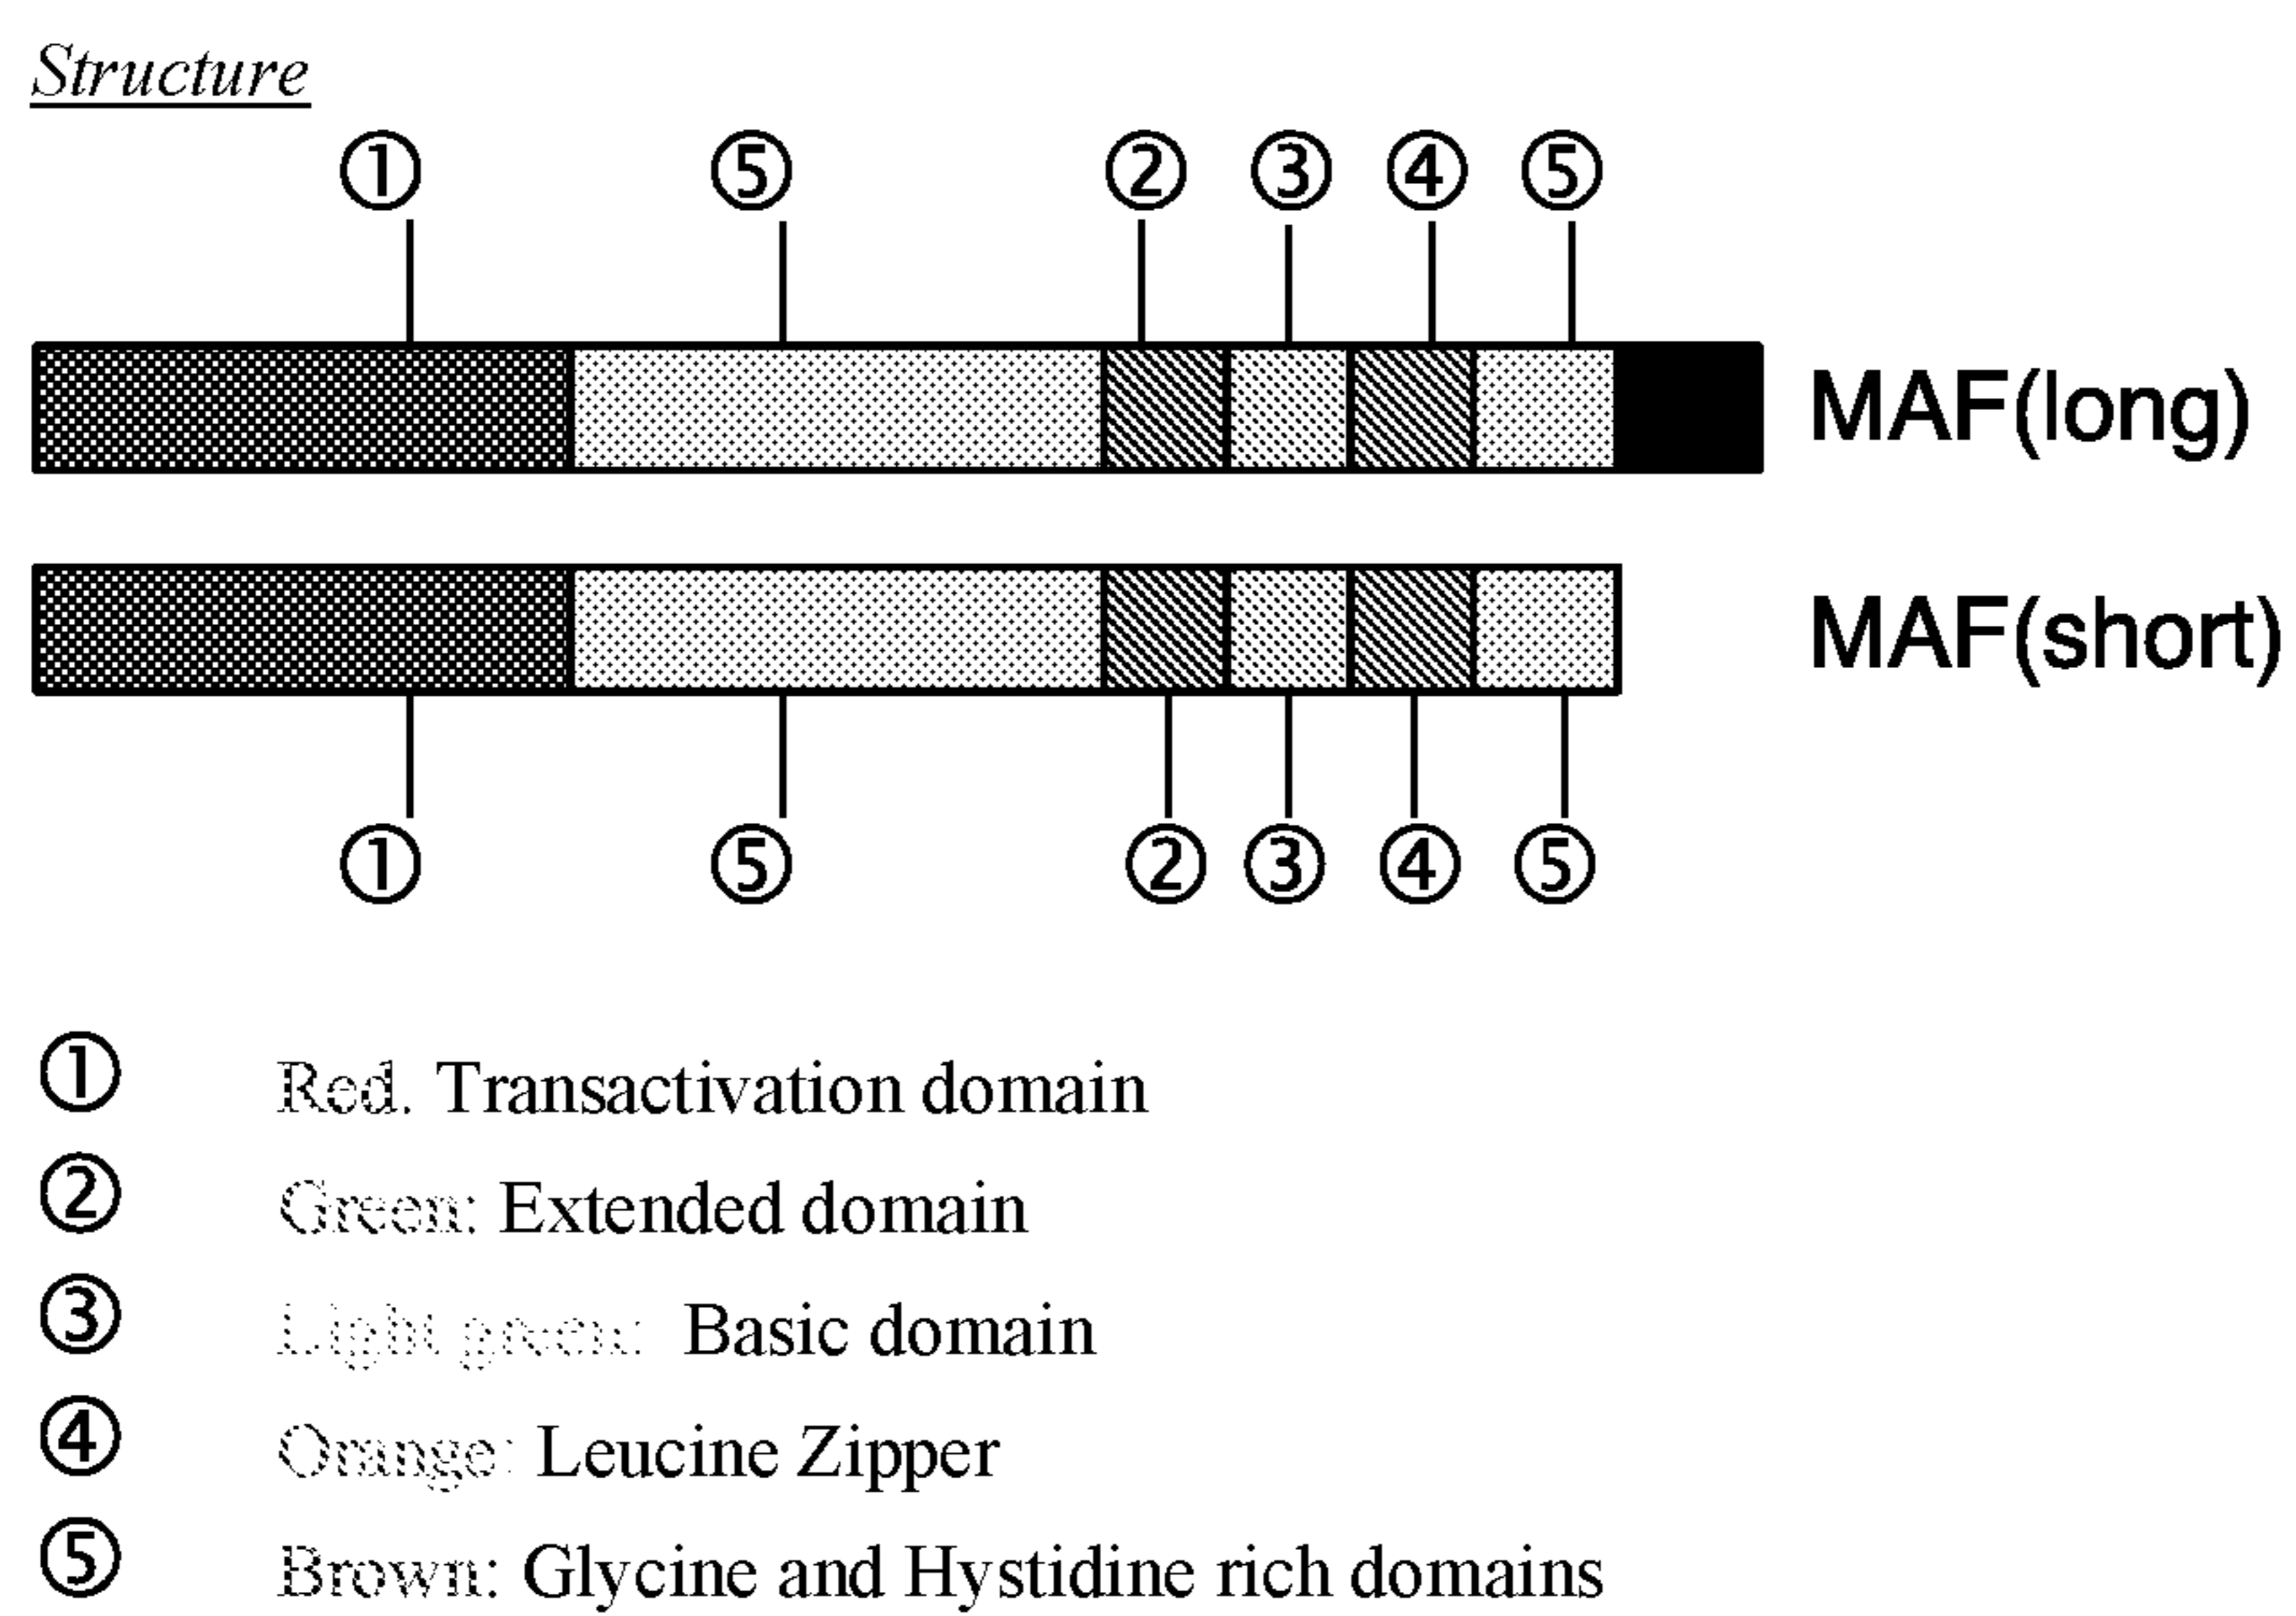 Structure
① ⑤ ② ③ ④ ⑤
MAF(long)
MAF(short)
① ⑤ ② ③ ④ ⑤
① Red. Transactivation domain
② Green: Extended domain
③ Light green: Basic domain
④ Orange: Leucine Zipper
⑤ Brown: Glycine and Hystidine rich domains